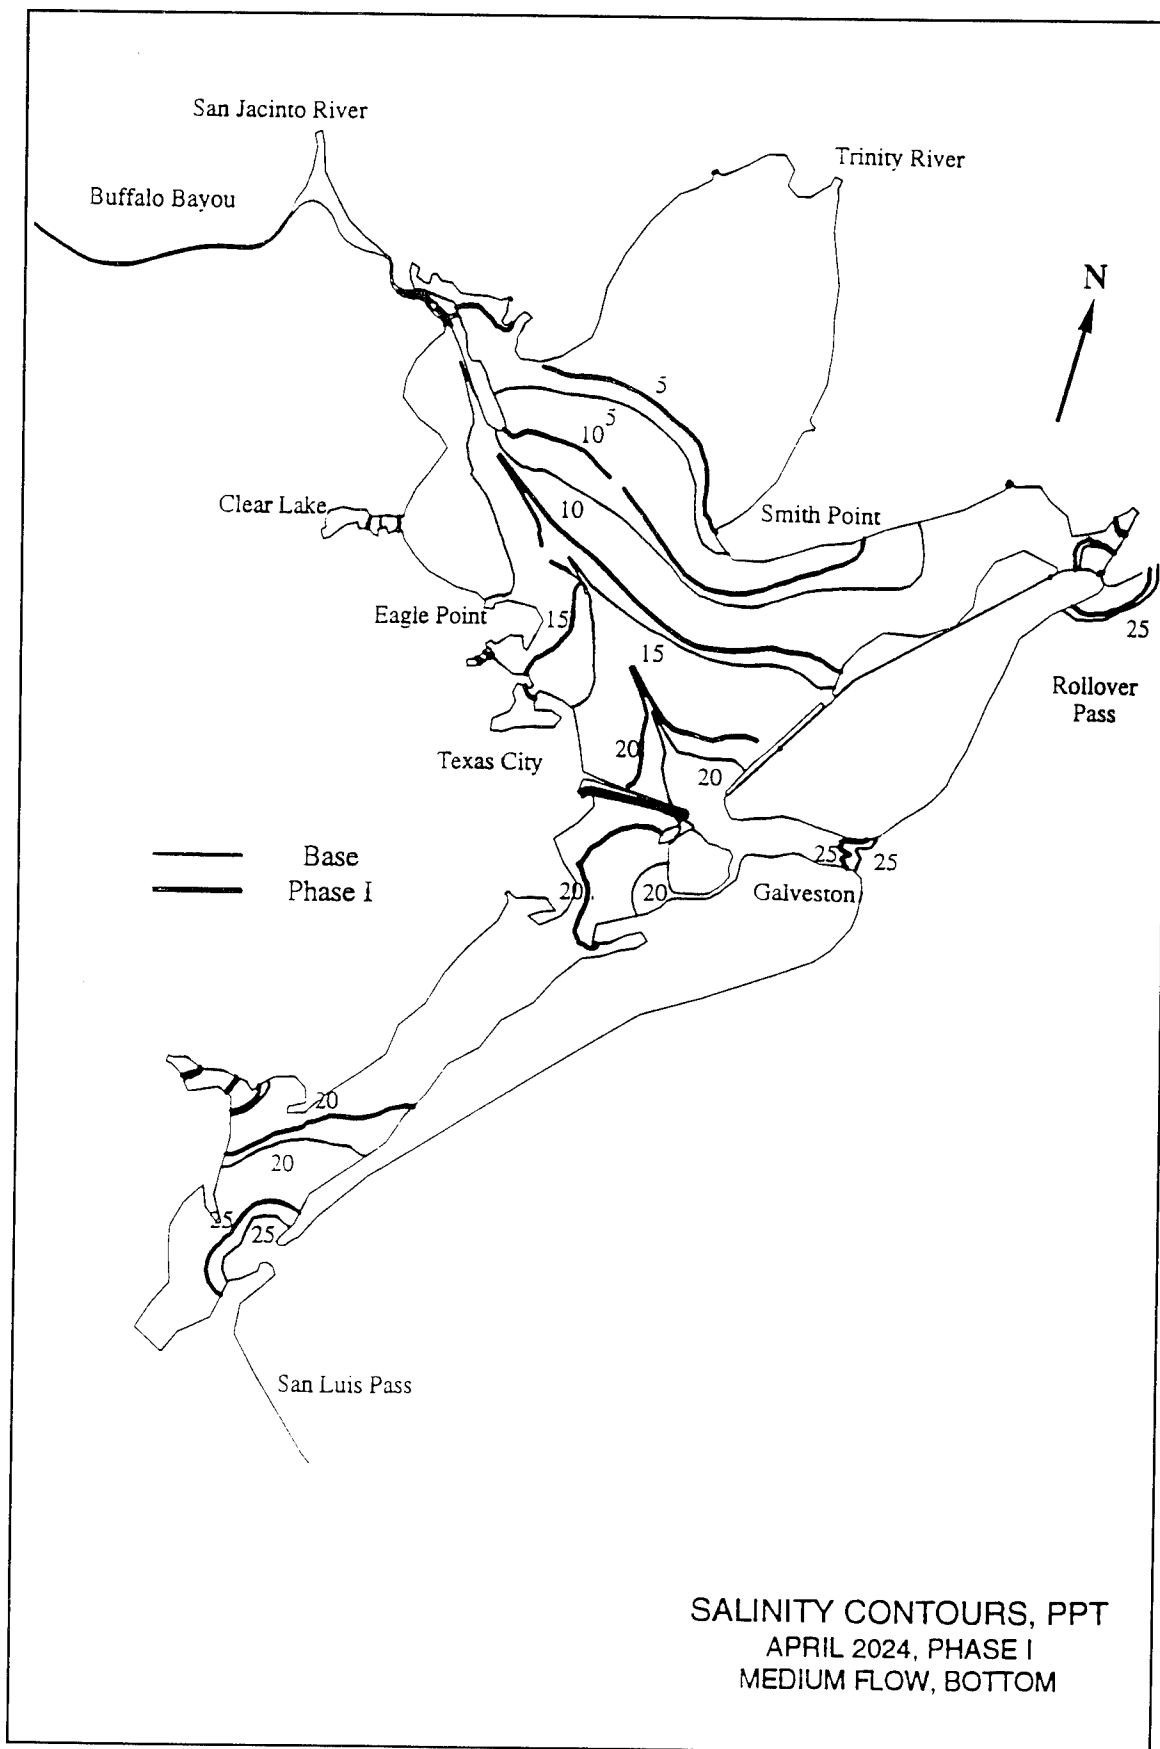 San Jacinto River
Trinity River
Buffalo Bayou
N
5
5
10
Clear Lake
10
Smith Point
Eagle Point
15
25
15
Rollover
Pass
Texas City
20
20
Base
25
25
Phase I
20
20
Galveston
20
20
25
25
San Luis Pass
SALINITY CONTOURS, PPT
APRIL 2024, PHASE I
MEDIUM FLOW, BOTTOM